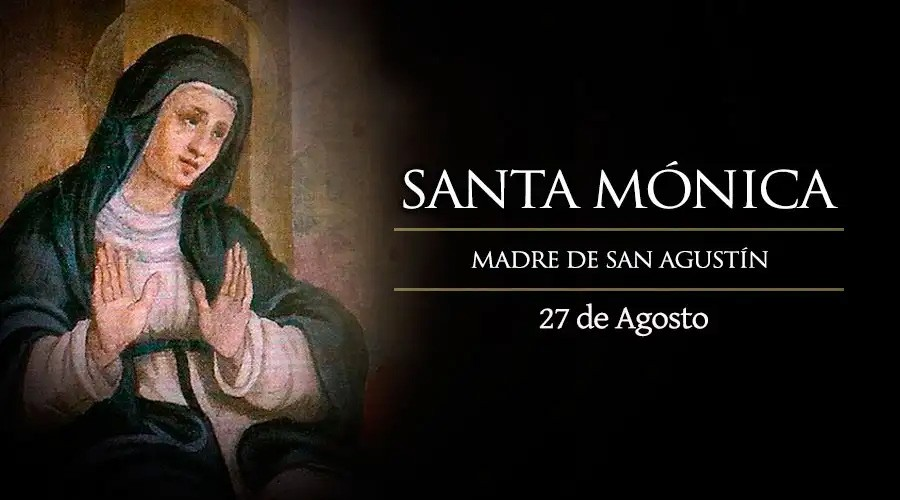 SANTA MÓNICA
MADRE DE SAN AGUSTÍN
27 de Agosto